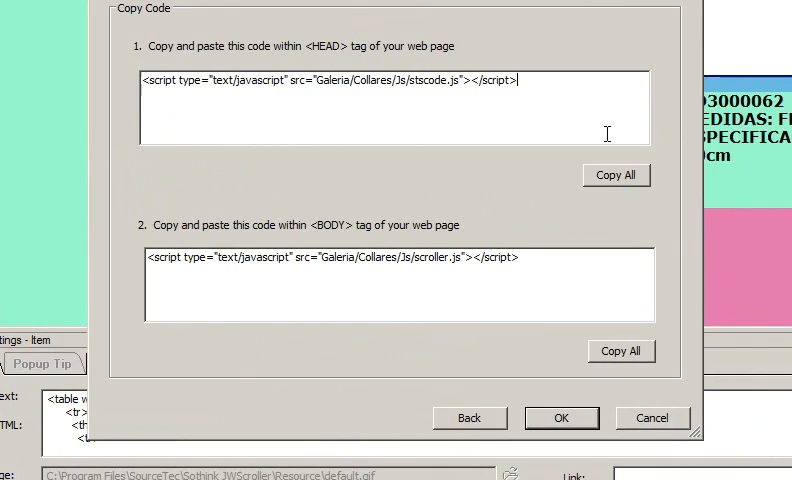 Copy Code
1. Copy and paste this code within <HEAD> tag of your web page
<script type="text/javascript" src="Galeria/Collares/Js/stscode.js"></script>
Copy All
2. Copy and paste this code within <BODY> tag of your web page
<script type="text/javascript" src="Galeria/Collares/Js/scroller.js"></script>
Copy All
Back OK Cancel
03000062
EDIDAS: F
SPECIFICA
0cm
tings - Item
Popup Tip
ext:
<table w
<tr>
TML:
<th
<t
ge:
C:\Program Files\SourceTec\Sothink JWScroller\Resource\default.gif
Link: